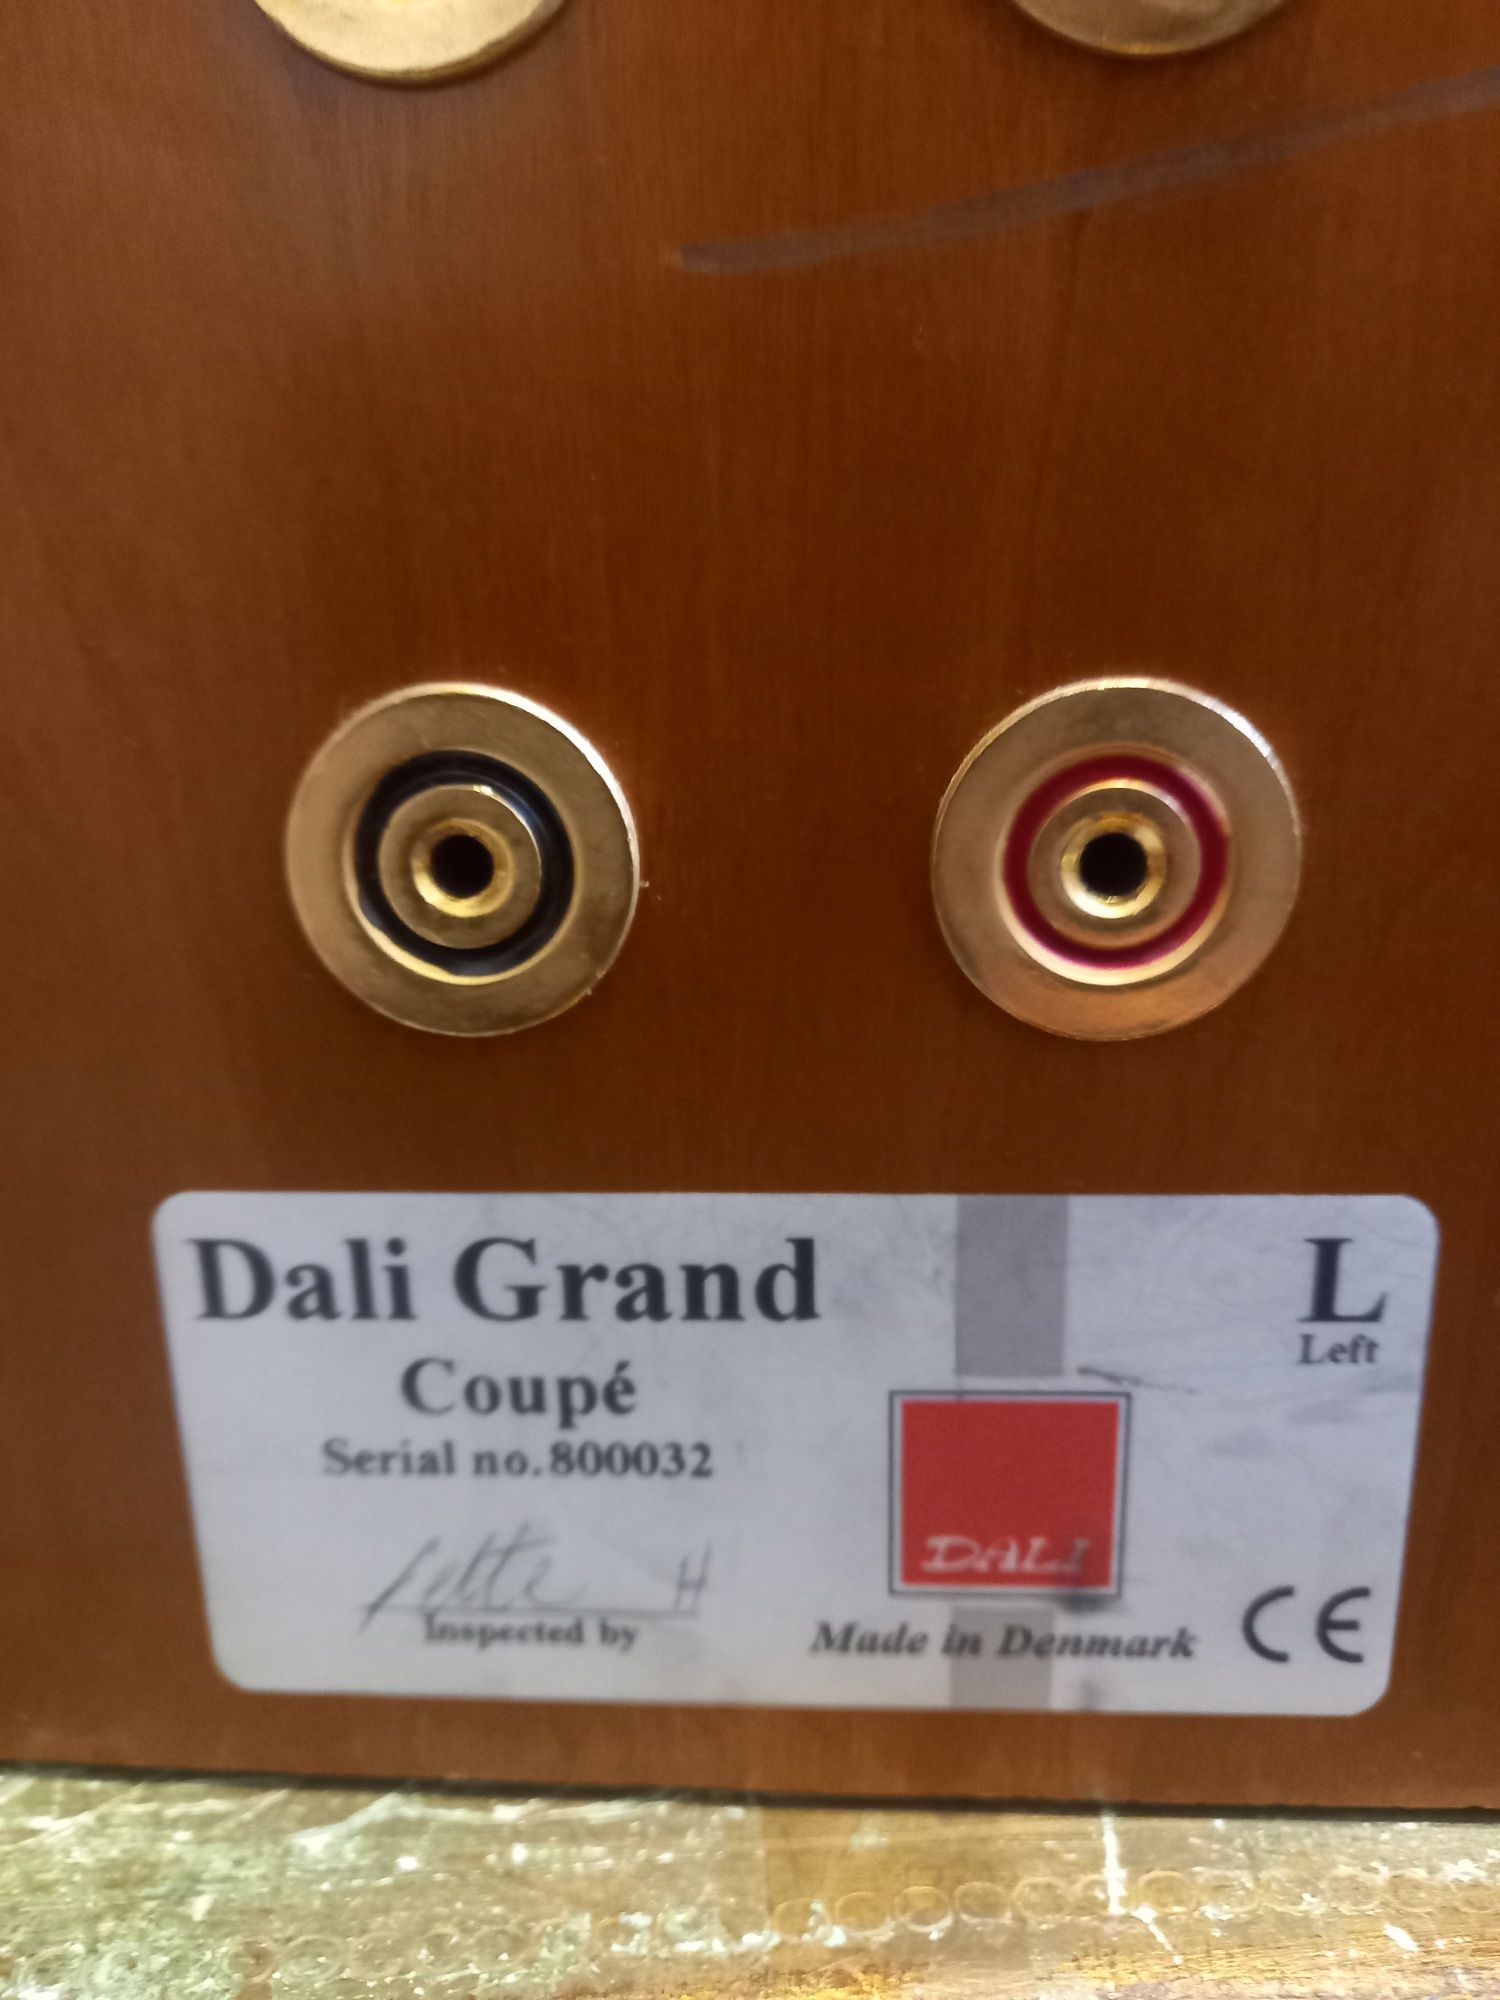 Dali Grand
Coupé
Serial no.800032
Inspected by
L
Left
DALI
Made in Denmark
CE